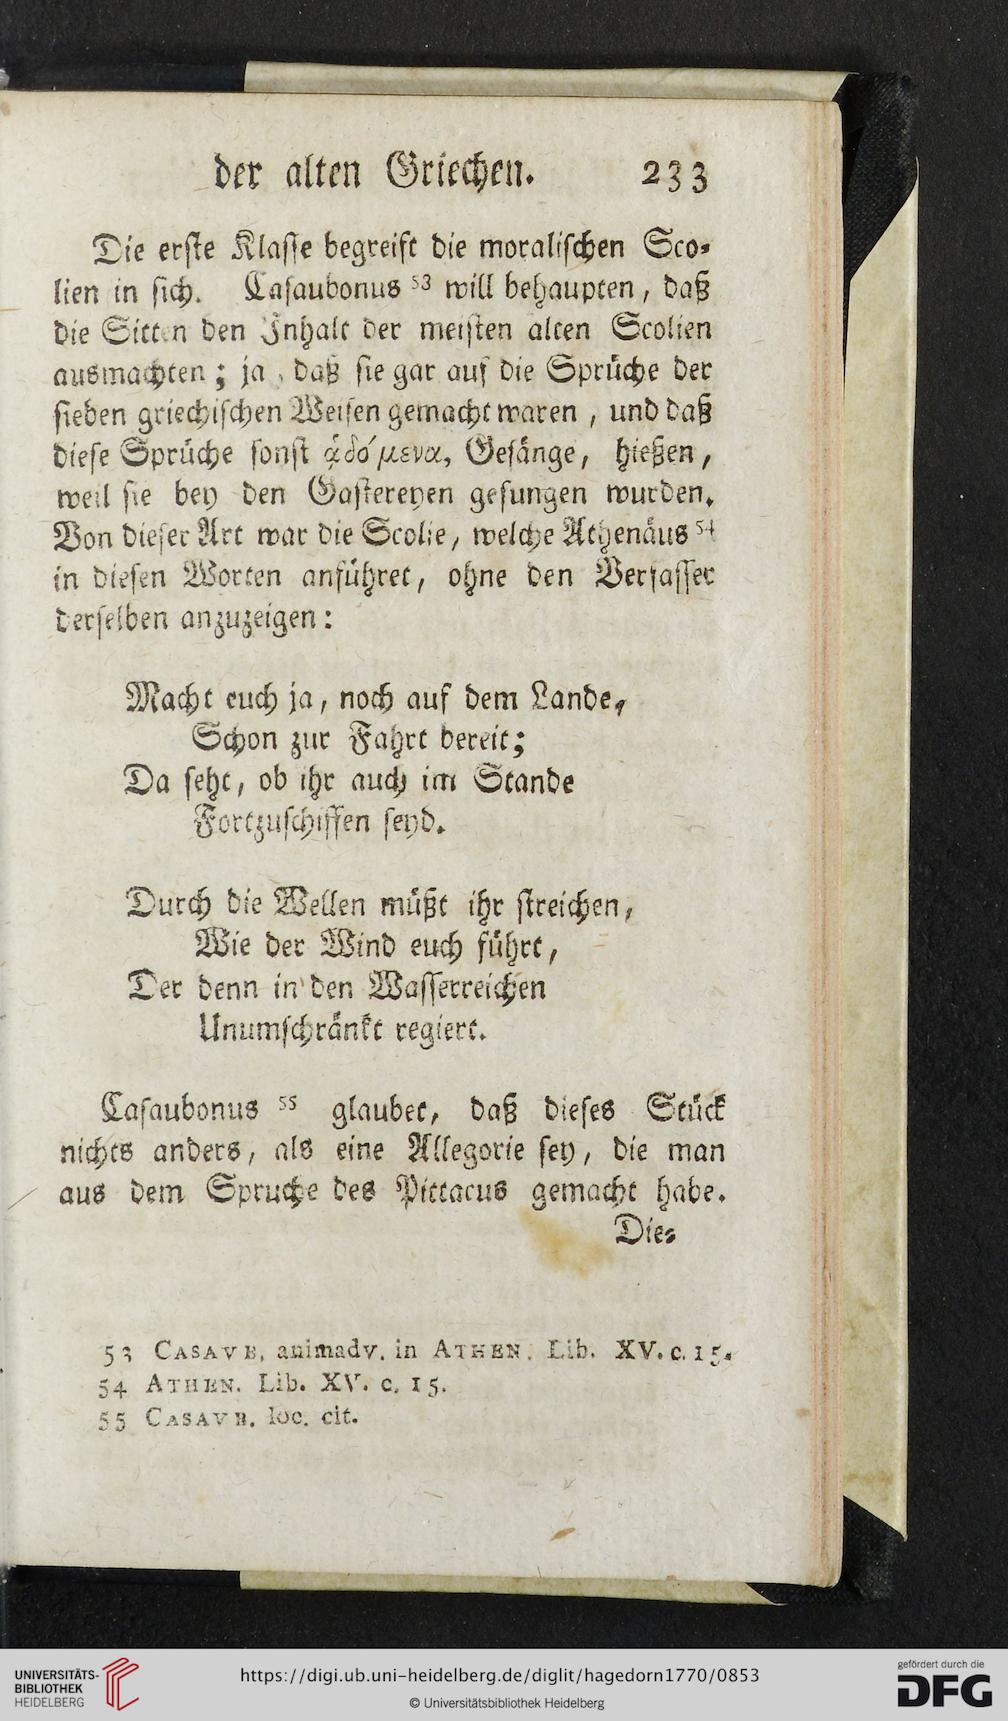 der alten Griechen. 233
Die erste Klasse begreift die moralischen Sco-
lien in sich. Casaubonus 53 will behaupten, daß
die Sitten den Inhalt der meisten alten Scolien
ausmachten; ja, daß sie gar auf die Sprüche der
sieben griechischen Weisen gemacht waren, und daß
diese Sprüche sonst ᾀδόμενα, Gesänge, hießen,
weil sie bey den Gastereyen gesungen wurden.
Von dieser Art war die Scolie, welche Athenäus 54
in diesen Worten anführet, ohne den Verfasser
derselben anzuzeigen:
Macht euch ja, noch auf dem Lande,
Schon zur Fahrt bereit;
Da seht, ob ihr auch im Stande
Fortzuschiffen seyd.
Durch die Wellen müßt ihr streichen,
Wie der Wind euch führt,
Der denn in den Wasserreichen
Unumschränkt regiert.
Casaubonus 55 glaubet, daß dieses Stück
nichts anders, als eine Allegorie sey, die man
aus dem Spruche des Pittacus gemacht habe.
Die-
53 CASAVB. animadv. in ATHEN. Lib. XV. c. 15.
54 ATHEN. Lib. XV. c. 15.
55 CASAVB. loc. cit.
UNIVERSITÄTS-
BIBLIOTHEK
HEIDELBERG
https://digi.ub.uni-heidelberg.de/diglit/hagedorn1770/0853
© Universitätsbibliothek Heidelberg
gefördert durch die
DFG